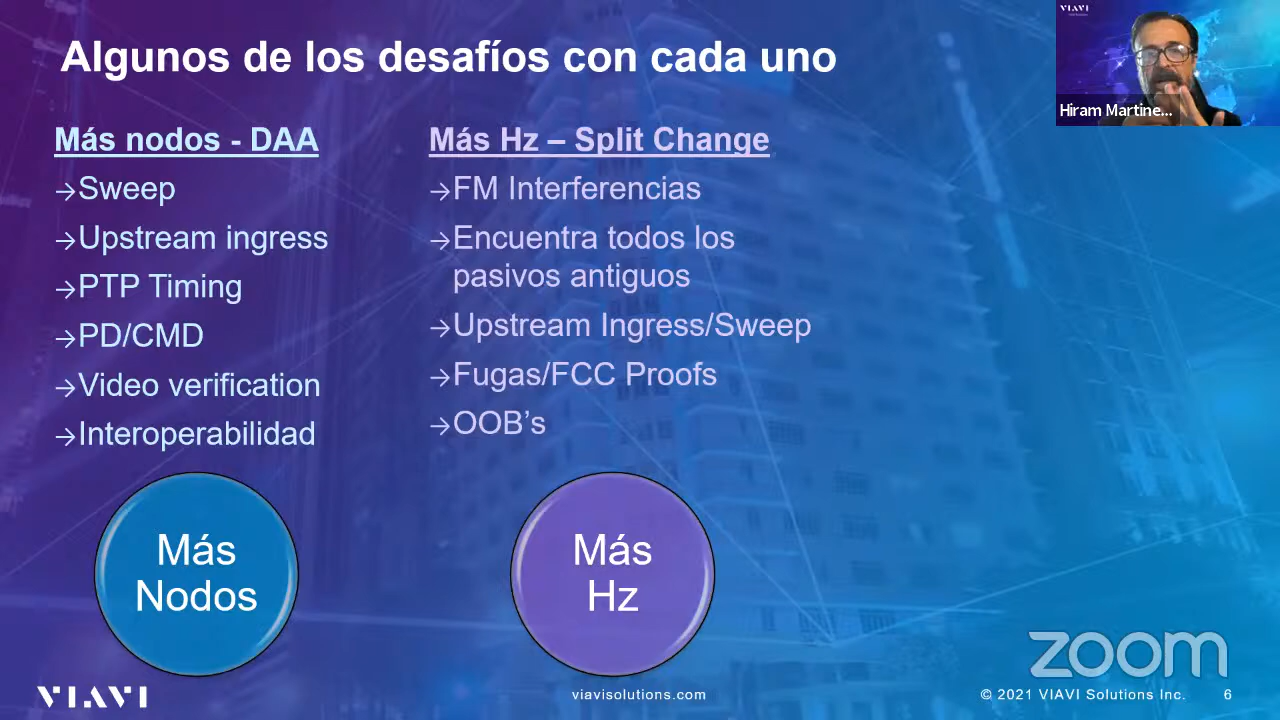 Algunos de los desafíos con cada uno
VIAVI
Hiram Martine...
Más nodos - DAA
→Sweep
→Upstream ingress
→PTP Timing
→PD/CMD
→Video verification
→Interoperabilidad
Más Hz – Split Change
→FM Interferencias
→Encuentra todos los
pasivos antiguos
→Upstream Ingress/Sweep
→Fugas/FCC Proofs
→OOB’s
Más
Nodos
Más
Hz
zoom
VIAVI
viavisolutions.com
© 2021 VIAVI Solutions Inc.
6